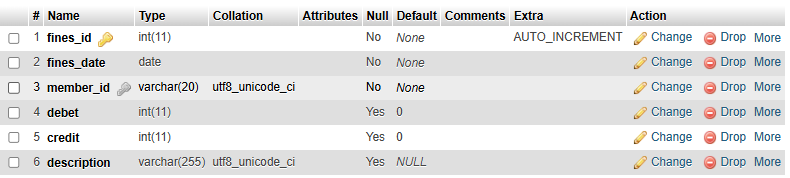 # Name Type Collation Attributes Null Default Comments Extra Action
1 fines_id int(11) No None AUTO_INCREMENT Change Drop More
2 fines_date date No None Change Drop More
3 member_id varchar(20) utf8_unicode_ci No None Change Drop More
4 debet int(11) Yes 0 Change Drop More
5 credit int(11) Yes 0 Change Drop More
6 description varchar(255) utf8_unicode_ci Yes NULL Change Drop More